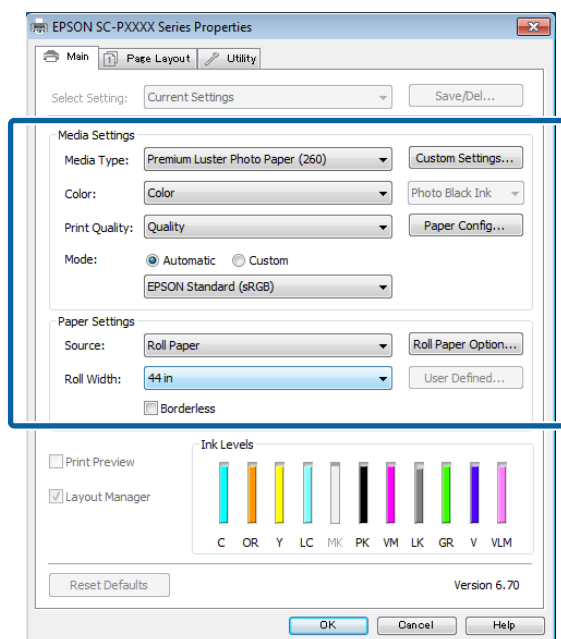 EPSON SC-PXXXX Series Properties
Main Page Layout Utility
Select Setting: Current Settings Save/Del...
Media Settings
Media Type: Premium Luster Photo Paper (260) Custom Settings...
Color: Color Photo Black Ink
Print Quality: Quality Paper Config...
Mode: Automatic Custom
EPSON Standard (sRGB)
Paper Settings
Source: Roll Paper Roll Paper Option...
Roll Width: 44 in User Defined...
Borderless
Ink Levels
Print Preview
Layout Manager
C OR Y LC MK PK VM LK GR V VLM
Reset Defaults Version 6.70
OK Cancel Help